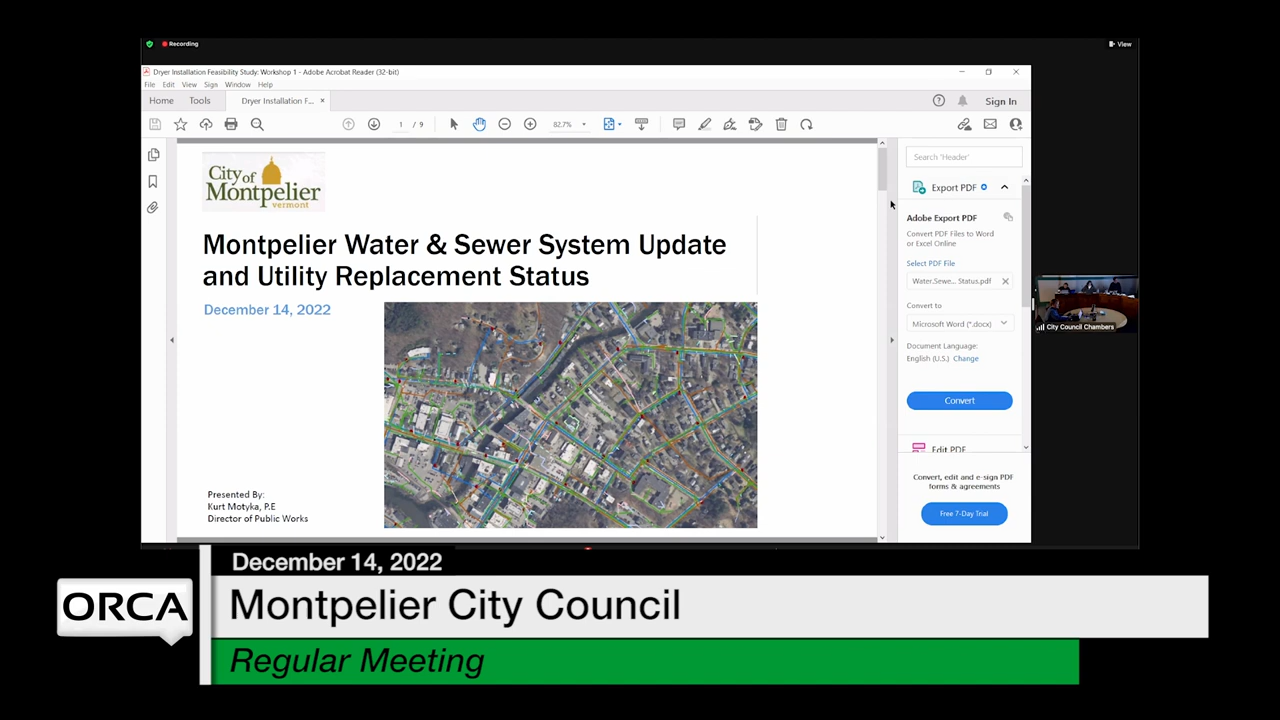 Recording
View
Dryer Installation Feasibility Study: Workshop 1 - Adobe Acrobat Reader (32-bit)
File Edit View Sign Window Help
Home Tools Dryer Installation F... ×
Sign In
1 / 9 82.7%
City of
Montpelier
vermont
Montpelier Water & Sewer System Update
and Utility Replacement Status
December 14, 2022
Presented By:
Kurt Motyka, P.E
Director of Public Works
Search 'Header'
Export PDF
Adobe Export PDF
Convert PDF Files to Word
or Excel Online
Select PDF File
Water.Sewe... Status.pdf
Convert to
Microsoft Word (*.docx)
Document Language:
English (U.S.) Change
Convert
Edit PDF
Convert, edit and e-sign PDF
forms & agreements
Free 7-Day Trial
City Council Chambers
December 14, 2022
ORCA
Montpelier City Council
Regular Meeting